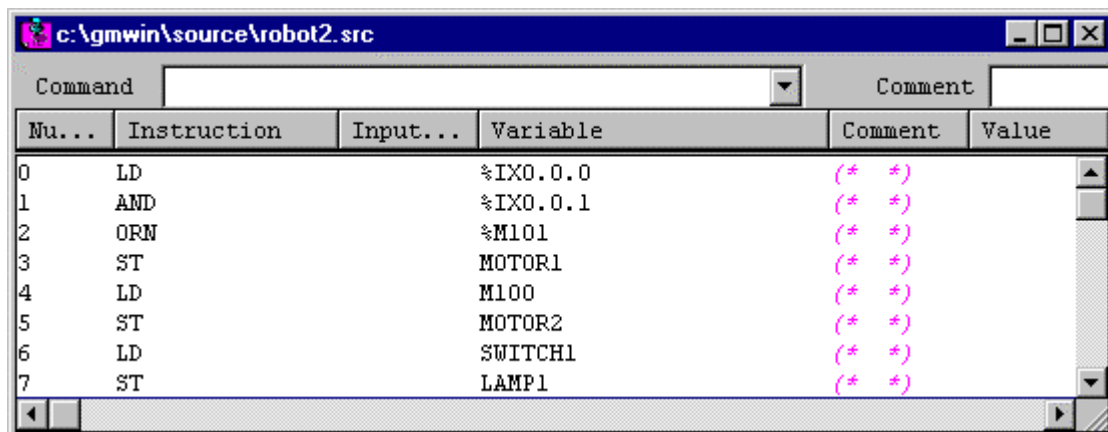 c:\gmwin\source\robot2.src
Command Comment
Nu... Instruction Input... Variable Comment Value
0 LD %IX0.0.0 (* *)
1 AND %IX0.0.1 (* *)
2 ORN %M101 (* *)
3 ST MOTOR1 (* *)
4 LD M100 (* *)
5 ST MOTOR2 (* *)
6 LD SWITCH1 (* *)
7 ST LAMP1 (* *)